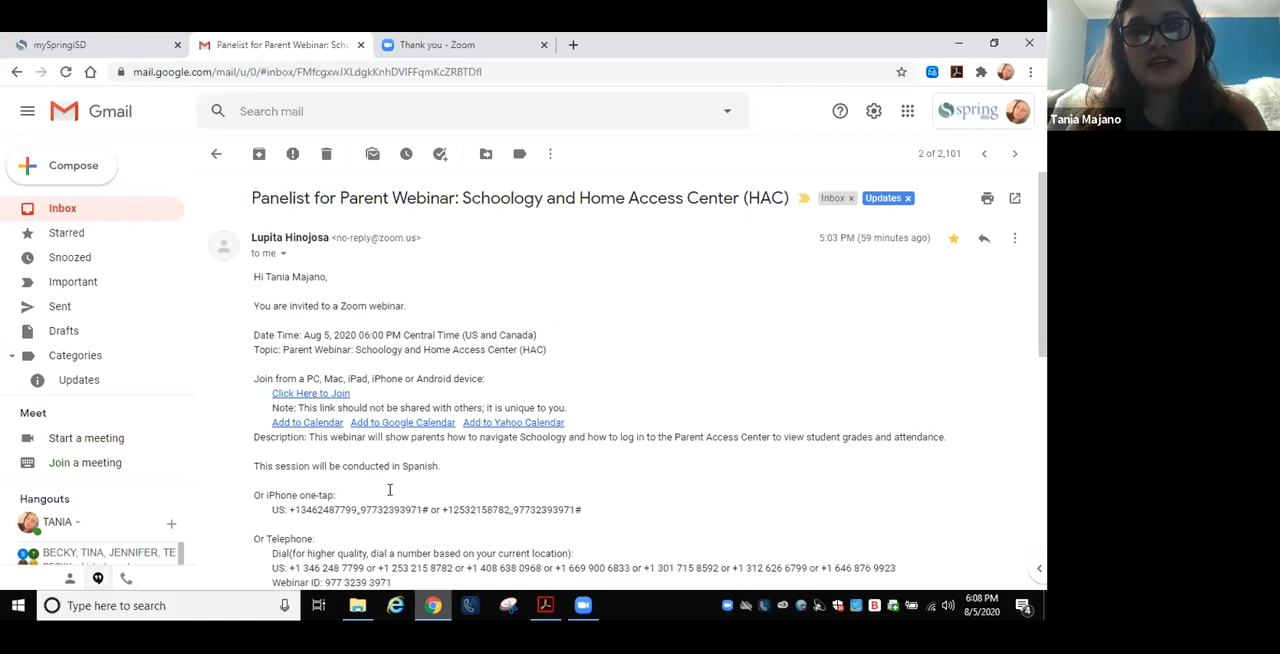 mySpringISD
Panelist for Parent Webinar: Scho
Thank you - Zoom
mail.google.com/mail/u/0/#inbox/FMfcgxwJXLdgkKnhDVIFFqmKcZRBTDfl
Gmail
Search mail
spring
Tania Majano
Compose
2 of 2,101
Inbox
Starred
Snoozed
Important
Sent
Drafts
Categories
Updates
Meet
Start a meeting
Join a meeting
Hangouts
TANIA
BECKY, TINA, JENNIFER, TE
Panelist for Parent Webinar: Schoology and Home Access Center (HAC)
Inbox x
Updates x
Lupita Hinojosa <no-reply@zoom.us>
5:03 PM (59 minutes ago)
to me
Hi Tania Majano,
You are invited to a Zoom webinar.
Date Time: Aug 5, 2020 06:00 PM Central Time (US and Canada)
Topic: Parent Webinar: Schoology and Home Access Center (HAC)
Join from a PC, Mac, iPad, iPhone or Android device:
Click Here to Join
Note: This link should not be shared with others; it is unique to you.
Add to Calendar Add to Google Calendar Add to Yahoo Calendar
Description: This webinar will show parents how to navigate Schoology and how to log in to the Parent Access Center to view student grades and attendance.
This session will be conducted in Spanish.
Or iPhone one-tap:
US: +13462487799,,97732393971# or +12532158782,,97732393971#
Or Telephone:
Dial(for higher quality, dial a number based on your current location):
US: +1 346 248 7799 or +1 253 215 8782 or +1 408 638 0968 or +1 669 900 6833 or +1 301 715 8592 or +1 312 626 6799 or +1 646 876 9923
Webinar ID: 977 3239 3971
Type here to search
6:08 PM
8/5/2020